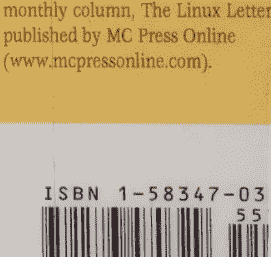 monthly column, The Linux Letter
published by MC Press Online
(www.mcpressonline.com).
ISBN 1-58347-03
55